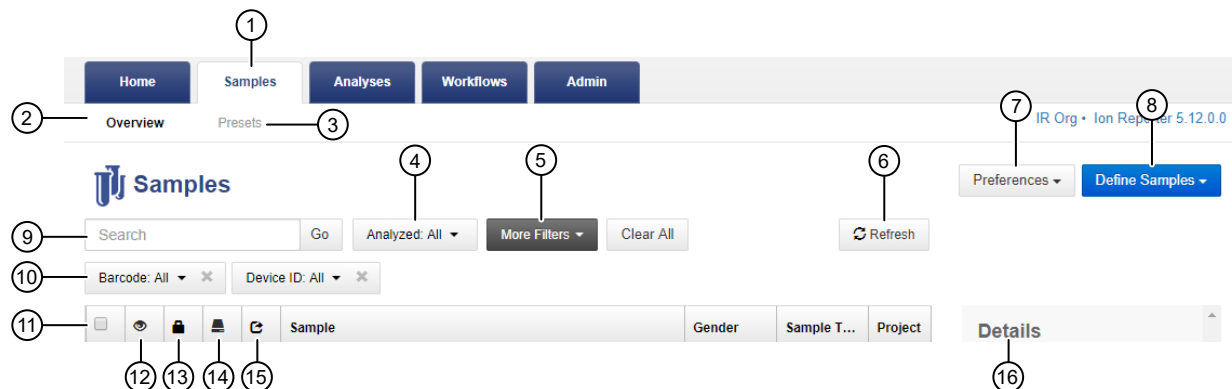 1
Home Samples Analyses Workflows Admin
2 Overview Presets 3 7 8
IR Org • Ion Reporter 5.12.0.0
4 5 6
Samples Preferences Define Samples
9 Search Go Analyzed: All More Filters Clear All Refresh
10 Barcode: All Device ID: All
11 Sample Gender Sample T... Project Details
12 13 14 15 16